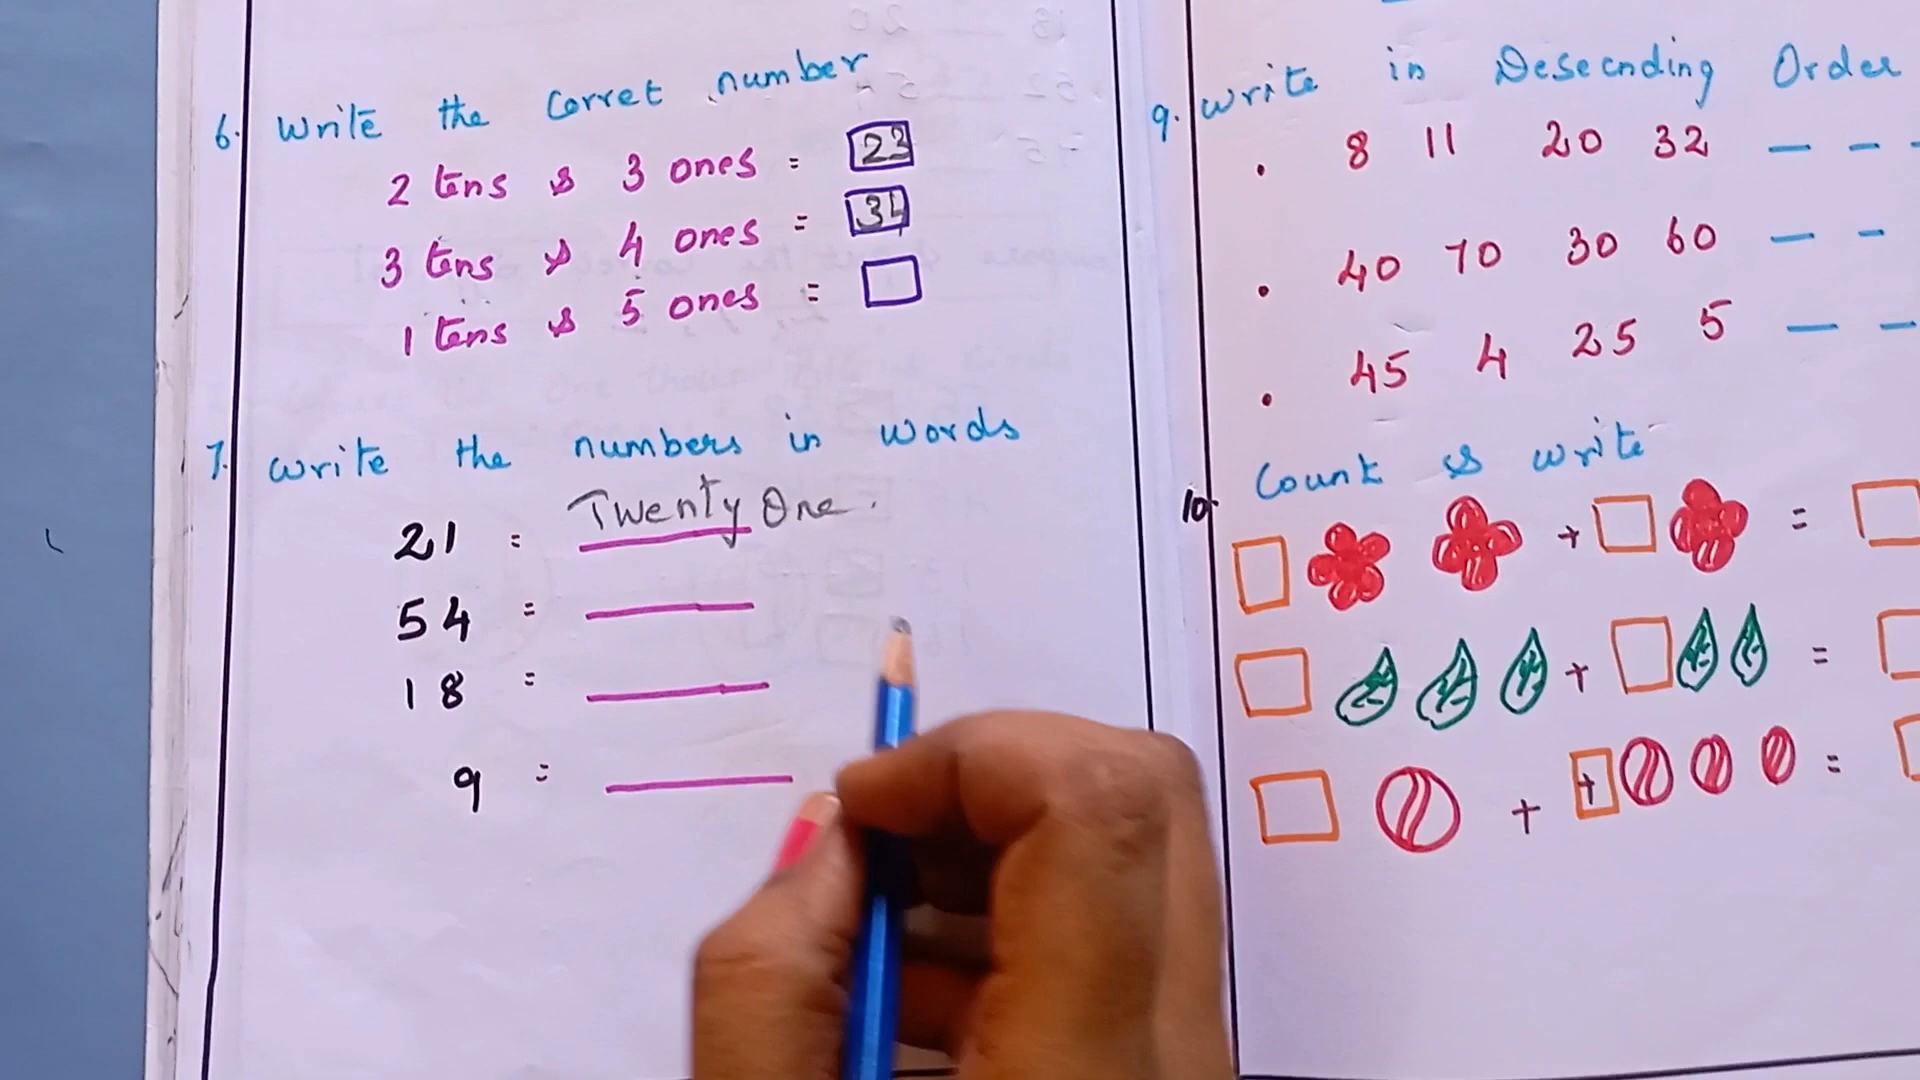 6. Write the Corret number
2 tens & 3 ones = 23
3 tens & 4 ones = 34
1 tens & 5 ones =
7. Write the numbers in words
21 = Twenty One.
54 =
18 =
9 =
9. Write in Desecnding Order
. 8 11 20 32 — — -
. 40 70 30 60 — -
. 45 4 25 5 — —
10. Count & write
+ =
+ =
+ + =